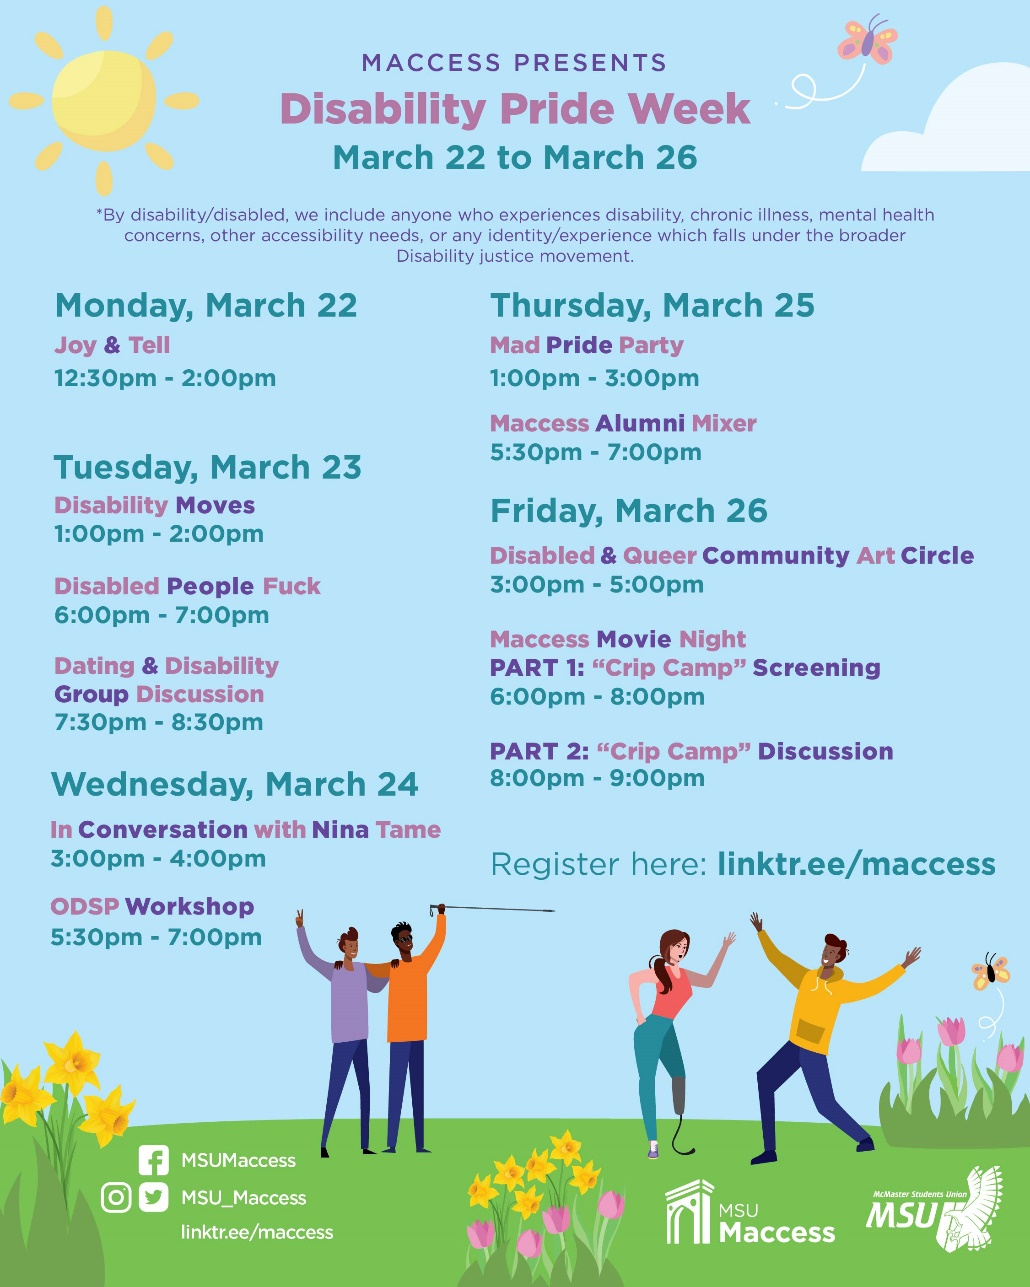 MACCESS PRESENTS
Disability Pride Week
March 22 to March 26
*By disability/disabled, we include anyone who experiences disability, chronic illness, mental health
concerns, other accessibility needs, or any identity/experience which falls under the broader
Disability justice movement.
Monday, March 22
Joy & Tell
12:30pm - 2:00pm
Tuesday, March 23
Disability Moves
1:00pm - 2:00pm
Disabled People Fuck
6:00pm - 7:00pm
Dating & Disability
Group Discussion
7:30pm - 8:30pm
Wednesday, March 24
In Conversation with Nina Tame
3:00pm - 4:00pm
ODSP Workshop
5:30pm - 7:00pm
Thursday, March 25
Mad Pride Party
1:00pm - 3:00pm
Maccess Alumni Mixer
5:30pm - 7:00pm
Friday, March 26
Disabled & Queer Community Art Circle
3:00pm - 5:00pm
Maccess Movie Night
PART 1: “Crip Camp” Screening
6:00pm - 8:00pm
PART 2: “Crip Camp” Discussion
8:00pm - 9:00pm
Register here: linktr.ee/maccess
MSUMaccess
MSU_Maccess
linktr.ee/maccess
MSU
Maccess
McMaster Students Union
MSU